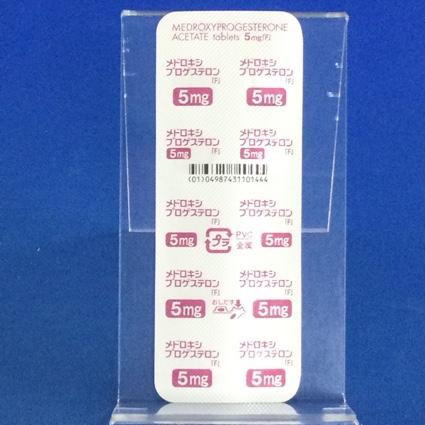 MEDROXYPROGESTERONE
ACETATE tablets 5mg「F」
メドロキシ メドロキシ
プロゲステロン「F」 プロゲステロン「F」
5mg 5mg
メドロキシ メドロキシ
プロゲステロン「F」 プロゲステロン「F」
5mg 5mg
(01)04987431101444
メドロキシ メドロキシ
プロゲステロン「F」 プロゲステロン「F」
5mg プラ PVC 金属 5mg
メドロキシ メドロキシ
プロゲステロン「F」 プロゲステロン「F」
5mg おしだす 5mg
メドロキシ メドロキシ
プロゲステロン「F」 プロゲステロン「F」
5mg 5mg